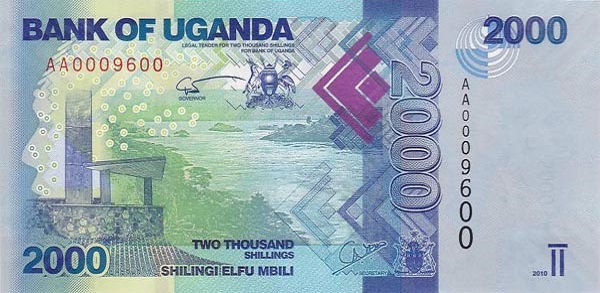 BANK OF UGANDA
LEGAL TENDER FOR TWO THOUSAND SHILLINGS
FOR BANK OF UGANDA
2000
AA0009600
GOVERNOR
2000
AA0009600
2000
TWO THOUSAND
SHILLINGS
SHILINGI ELFU MBILI
SECRETARY
2010